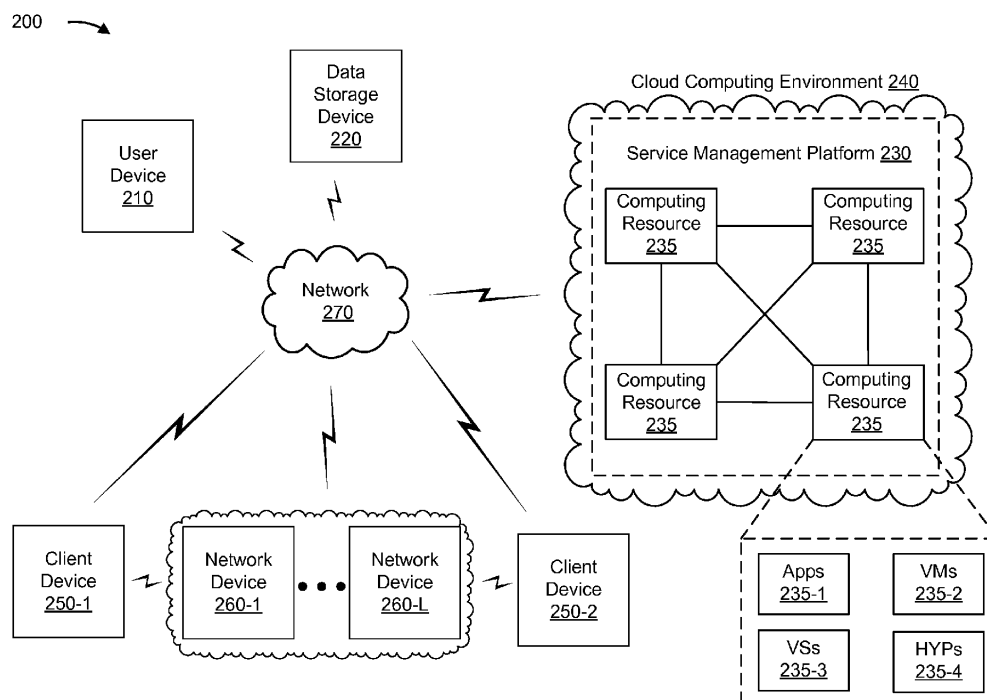 200
Data
Storage
Device
220
Cloud Computing Environment 240
User
Device
210
Service Management Platform 230
Computing
Resource
235
Computing
Resource
235
Network
270
Computing
Resource
235
Computing
Resource
235
Client
Device
250-1
Network
Device
260-1
Network
Device
260-L
Client
Device
250-2
Apps
235-1
VMs
235-2
VSs
235-3
HYPs
235-4